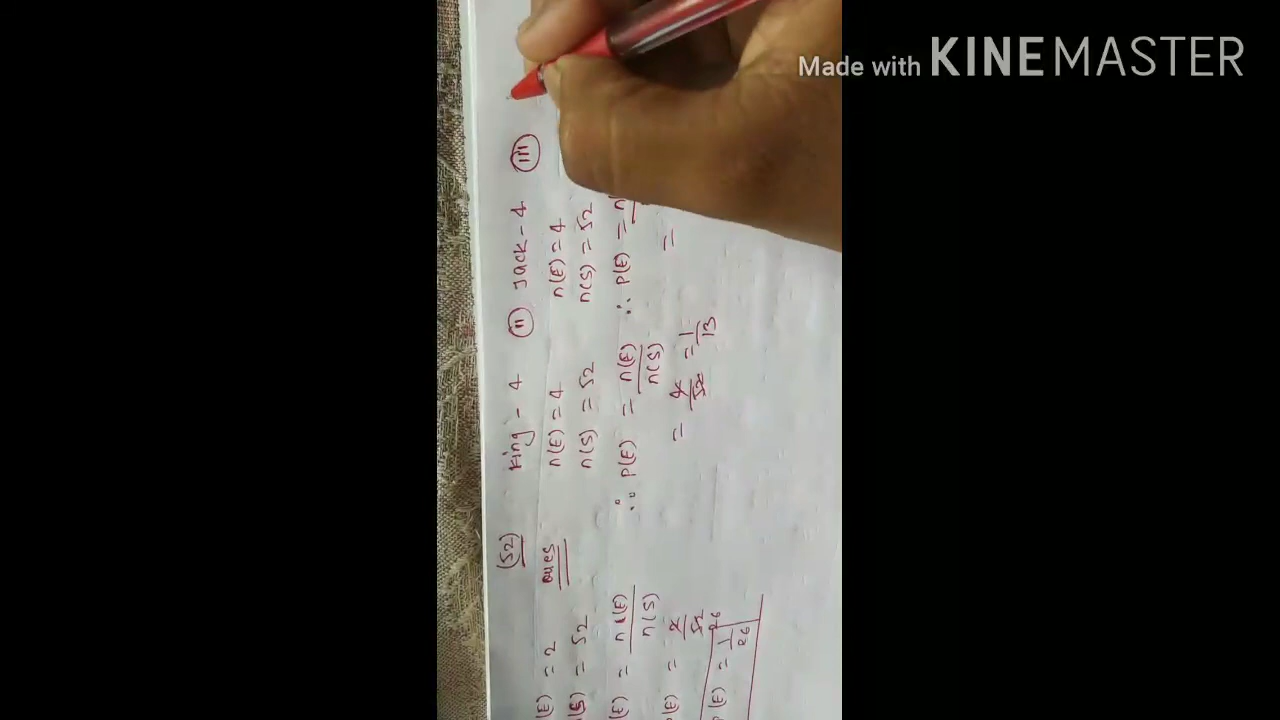 Made with KINEMASTER
(52)
ques
(E) = 2
(S) = 52
(E) = n(E)
n(S)
(E) = 2
52
26
P(E) = 1
26
King - 4
n(E) = 4
n(S) = 52
∴ P(E) = n(E)
n(S)
= 4
52
= 1
13
(ii) Jack - 4
n(E) = 4
n(S) = 52
∴ P(E) =
=
(iii)